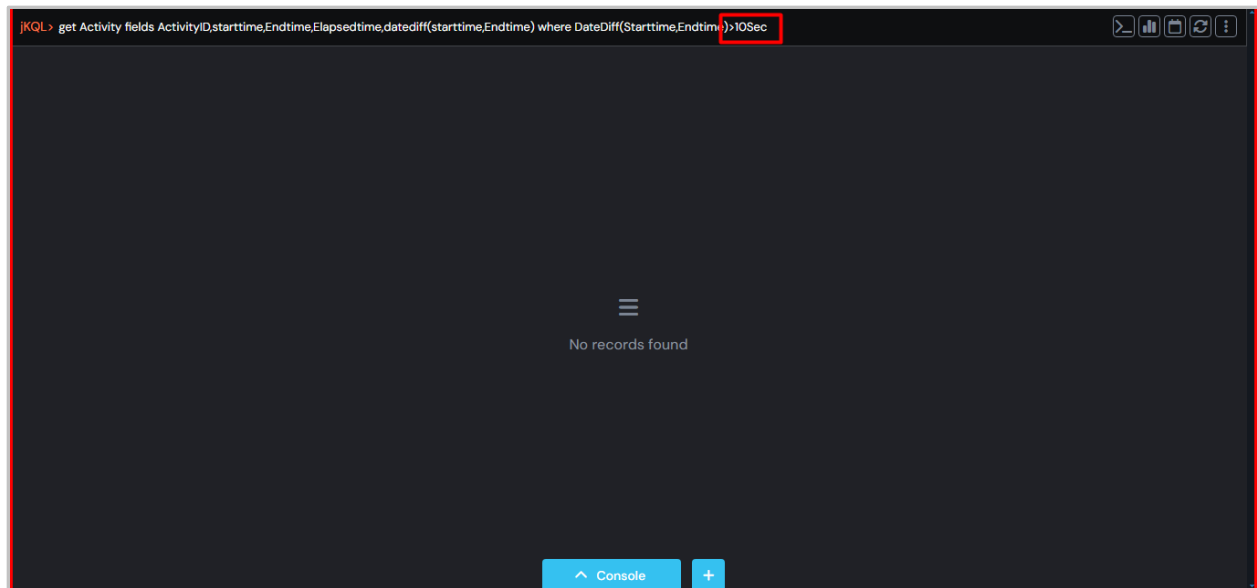 jKQL> get Activity fields ActivityID,starttime,Endtime,Elapsedtime,datediff(starttime,Endtime) where DateDiff(Starttime,Endtime)>10Sec
No records found
Console